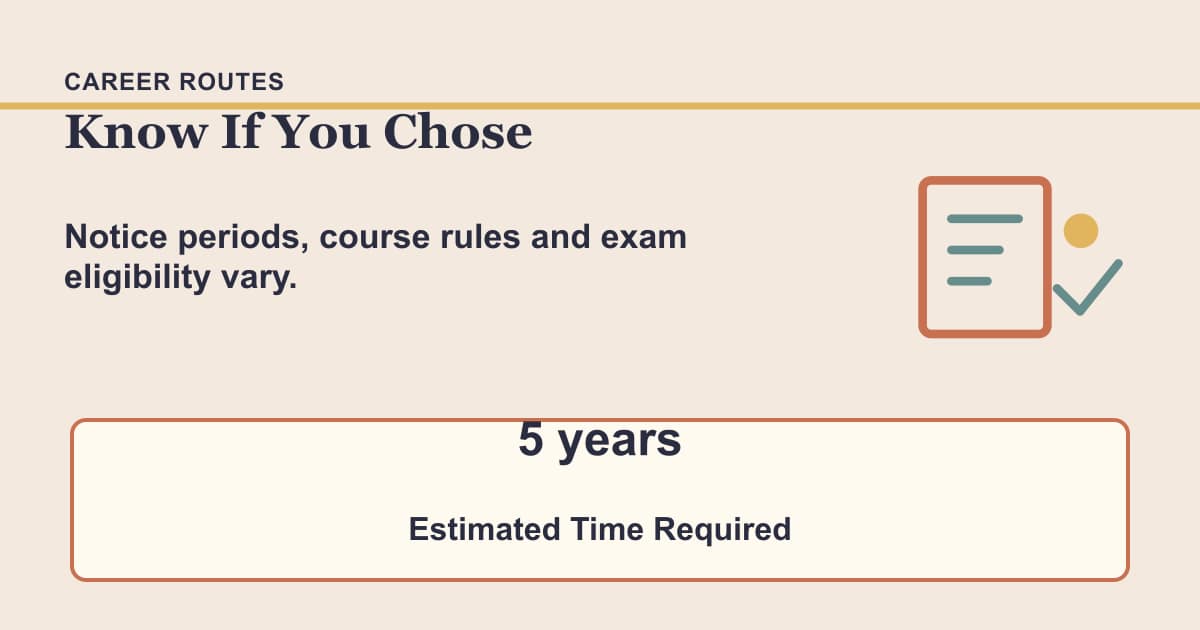 CAREER ROUTES
Know If You Chose
Notice periods, course rules and exam
eligibility vary.
5 years
Estimated Time Required